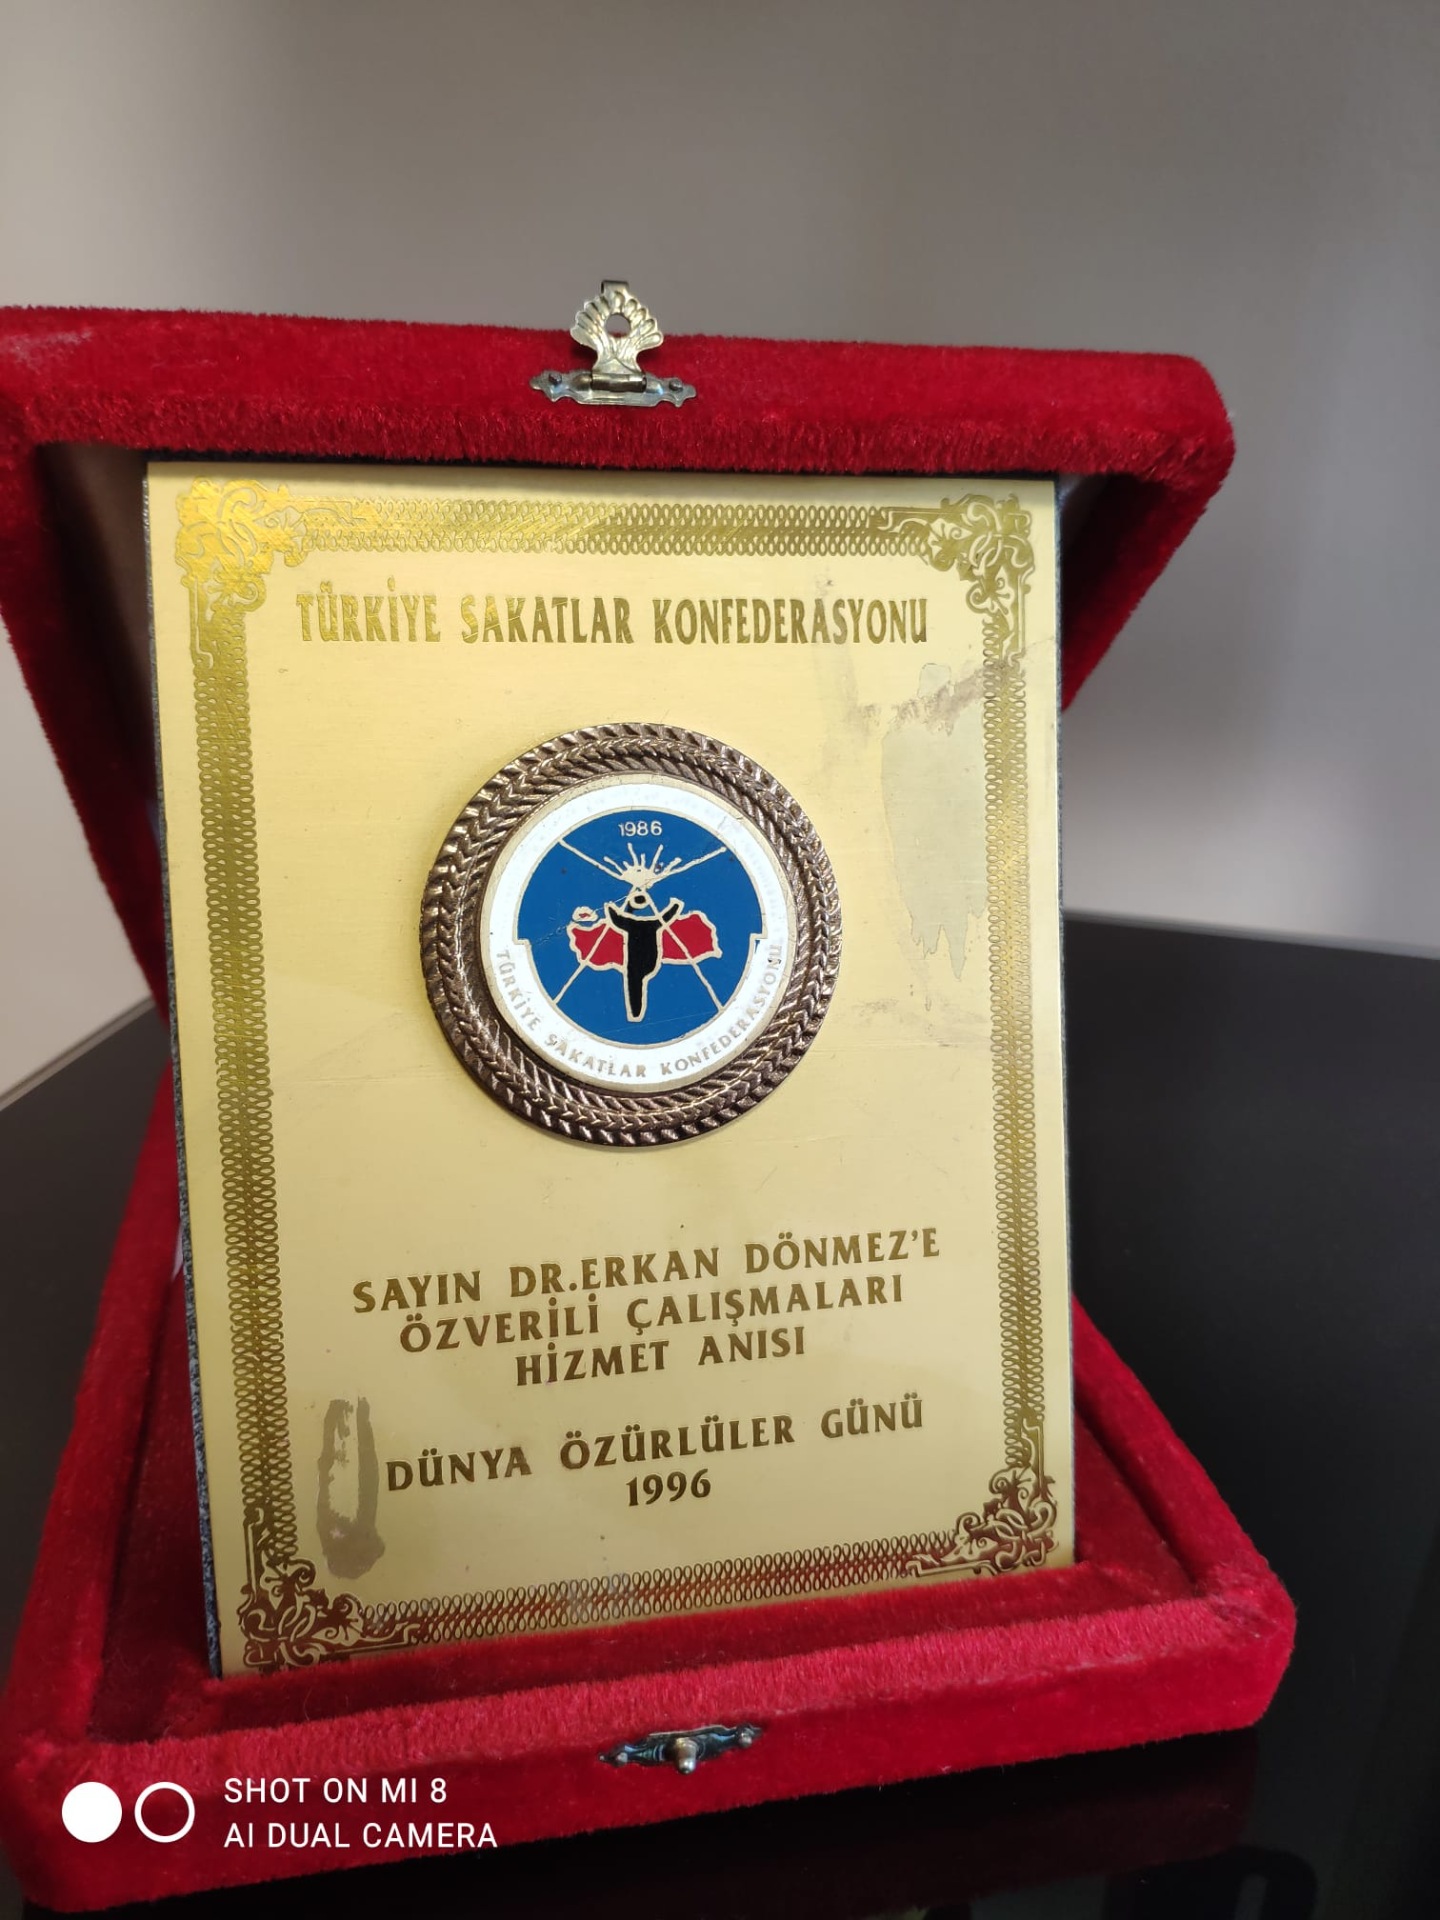 TÜRKİYE SAKATLAR KONFEDERASYONU
1986
TÜRKİYE SAKATLAR KONFEDERASYONU
SAYIN DR.ERKAN DÖNMEZ'E
ÖZVERİLİ ÇALIŞMALARI
HİZMET ANISI
DÜNYA ÖZÜRLÜLER GÜNÜ
1996
SHOT ON MI 8
AI DUAL CAMERA